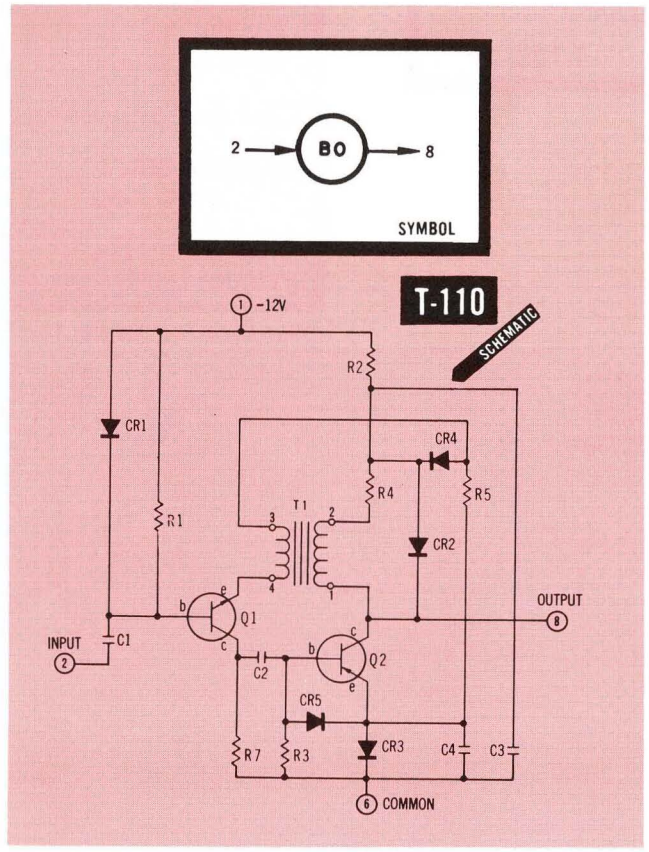 2 BO 8
SYMBOL
T-110
SCHEMATIC
1 -12V
R2
CR1
CR4
R4
R5
T1
3
2
R1
CR2
4
1
e
b
Q1
c
OUTPUT
8
INPUT
2
C1
C2
b
c
Q2
e
CR5
R7
R3
CR3
C4
C3
6 COMMON